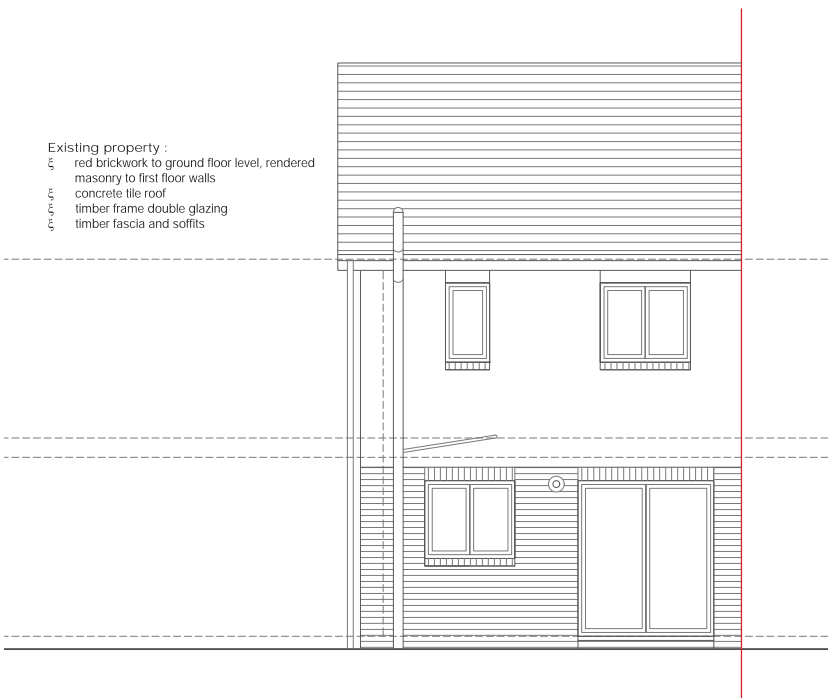 Existing property :
ξ red brickwork to ground floor level, rendered
masonry to first floor walls
ξ concrete tile roof
ξ timber frame double glazing
ξ timber fascia and soffits